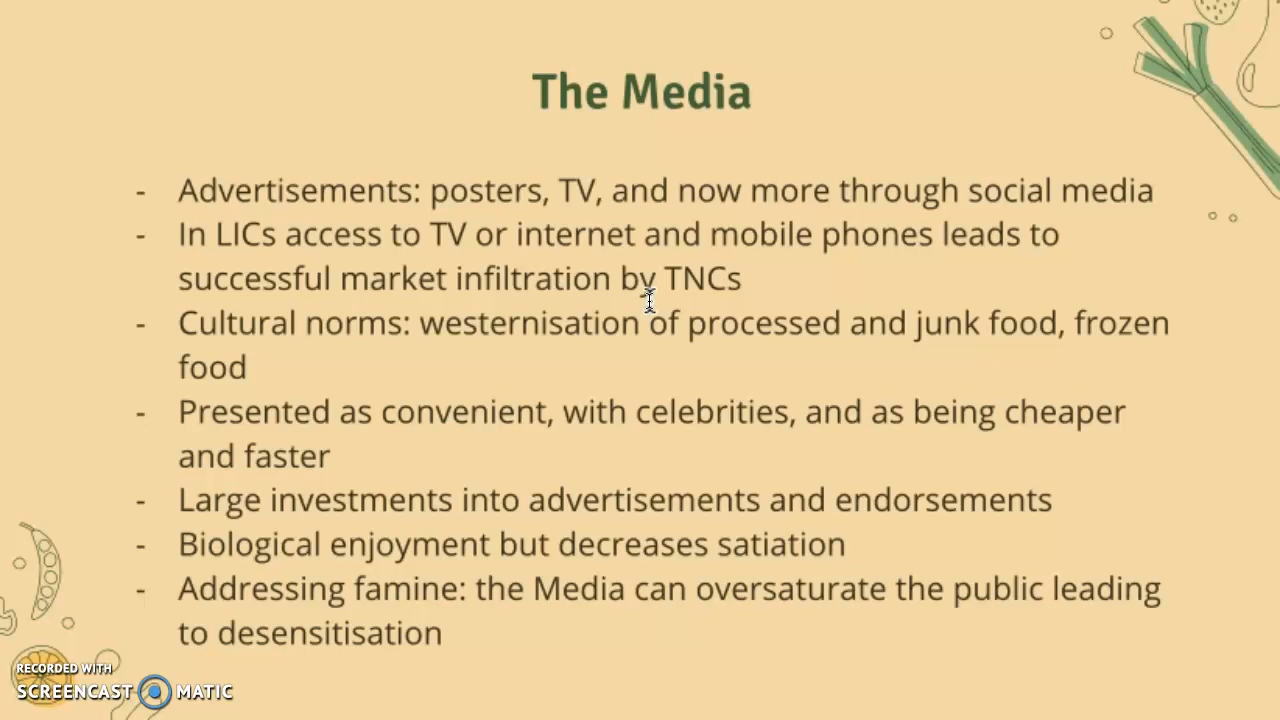 The Media
- Advertisements: posters, TV, and now more through social media
- In LICs access to TV or internet and mobile phones leads to
successful market infiltration by TNCs
- Cultural norms: westernisation of processed and junk food, frozen
food
- Presented as convenient, with celebrities, and as being cheaper
and faster
- Large investments into advertisements and endorsements
- Biological enjoyment but decreases satiation
- Addressing famine: the Media can oversaturate the public leading
to desensitisation
RECORDED WITH
SCREENCAST MATIC